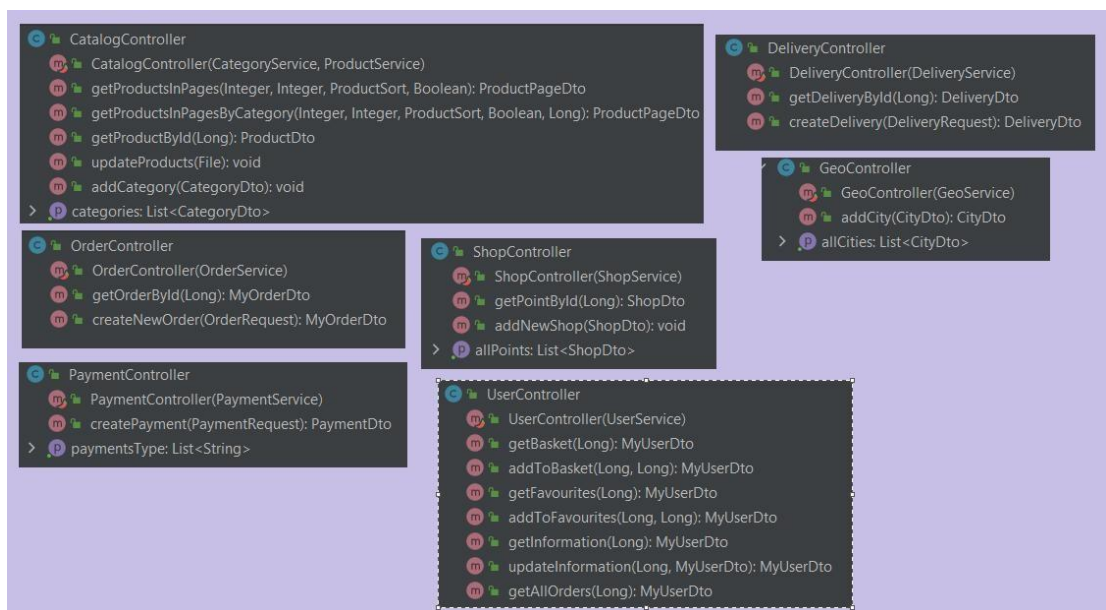 CatalogController
CatalogController(CategoryService, ProductService)
getProductsInPages(Integer, Integer, ProductSort, Boolean): ProductPageDto
getProductsInPagesByCategory(Integer, Integer, ProductSort, Boolean, Long): ProductPageDto
getProductById(Long): ProductDto
updateProducts(File): void
addCategory(CategoryDto): void
categories: List<CategoryDto>
DeliveryController
DeliveryController(DeliveryService)
getDeliveryById(Long): DeliveryDto
createDelivery(DeliveryRequest): DeliveryDto
GeoController
GeoController(GeoService)
addCity(CityDto): CityDto
allCities: List<CityDto>
OrderController
OrderController(OrderService)
getOrderById(Long): MyOrderDto
createNewOrder(OrderRequest): MyOrderDto
ShopController
ShopController(ShopService)
getPointById(Long): ShopDto
addNewShop(ShopDto): void
allPoints: List<ShopDto>
PaymentController
PaymentController(PaymentService)
createPayment(PaymentRequest): PaymentDto
paymentsType: List<String>
UserController
UserController(UserService)
getBasket(Long): MyUserDto
addToBasket(Long, Long): MyUserDto
getFavourites(Long): MyUserDto
addToFavourites(Long, Long): MyUserDto
getInformation(Long): MyUserDto
updateInformation(Long, MyUserDto): MyUserDto
getAllOrders(Long): MyUserDto